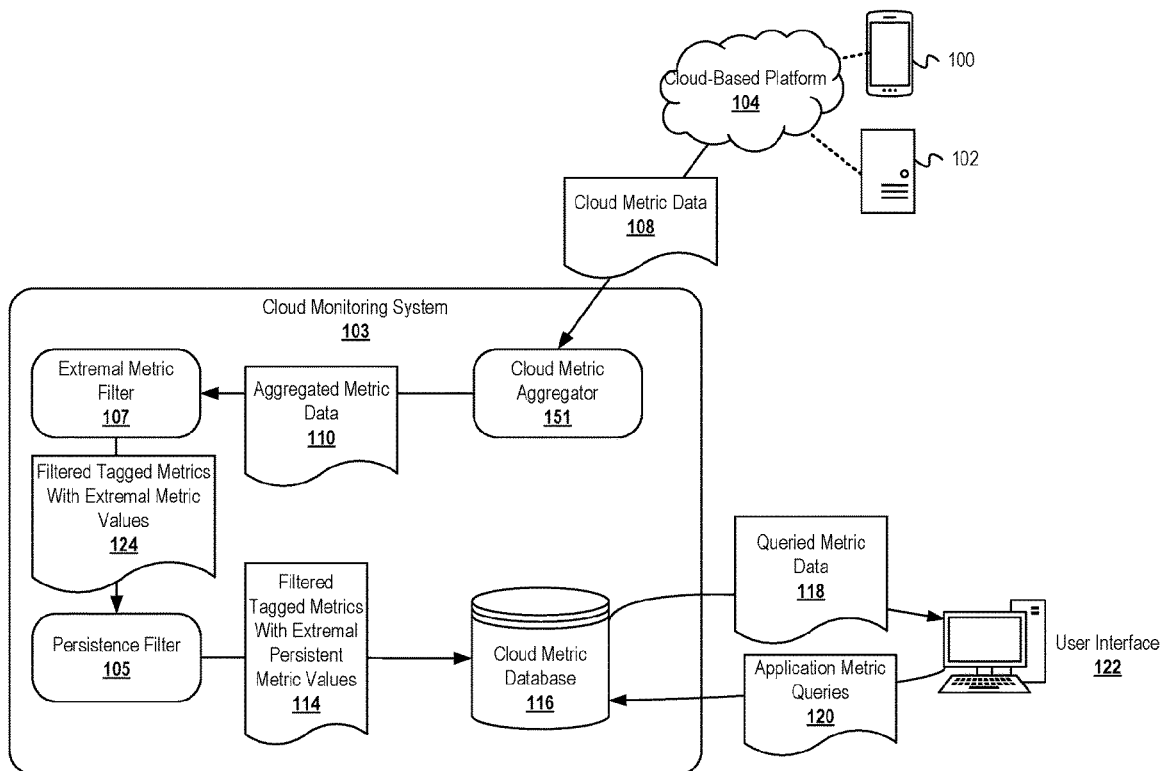 Cloud-Based Platform
104
100
102
Cloud Metric Data
108
Cloud Monitoring System
103
Extremal Metric
Filter
107
Aggregated Metric
Data
110
Cloud Metric
Aggregator
151
Filtered Tagged Metrics
With Extremal Metric
Values
124
Persistence Filter
105
Filtered
Tagged Metrics
With Extremal
Persistent
Metric Values
114
Cloud Metric
Database
116
Queried Metric
Data
118
Application Metric
Queries
120
User Interface
122